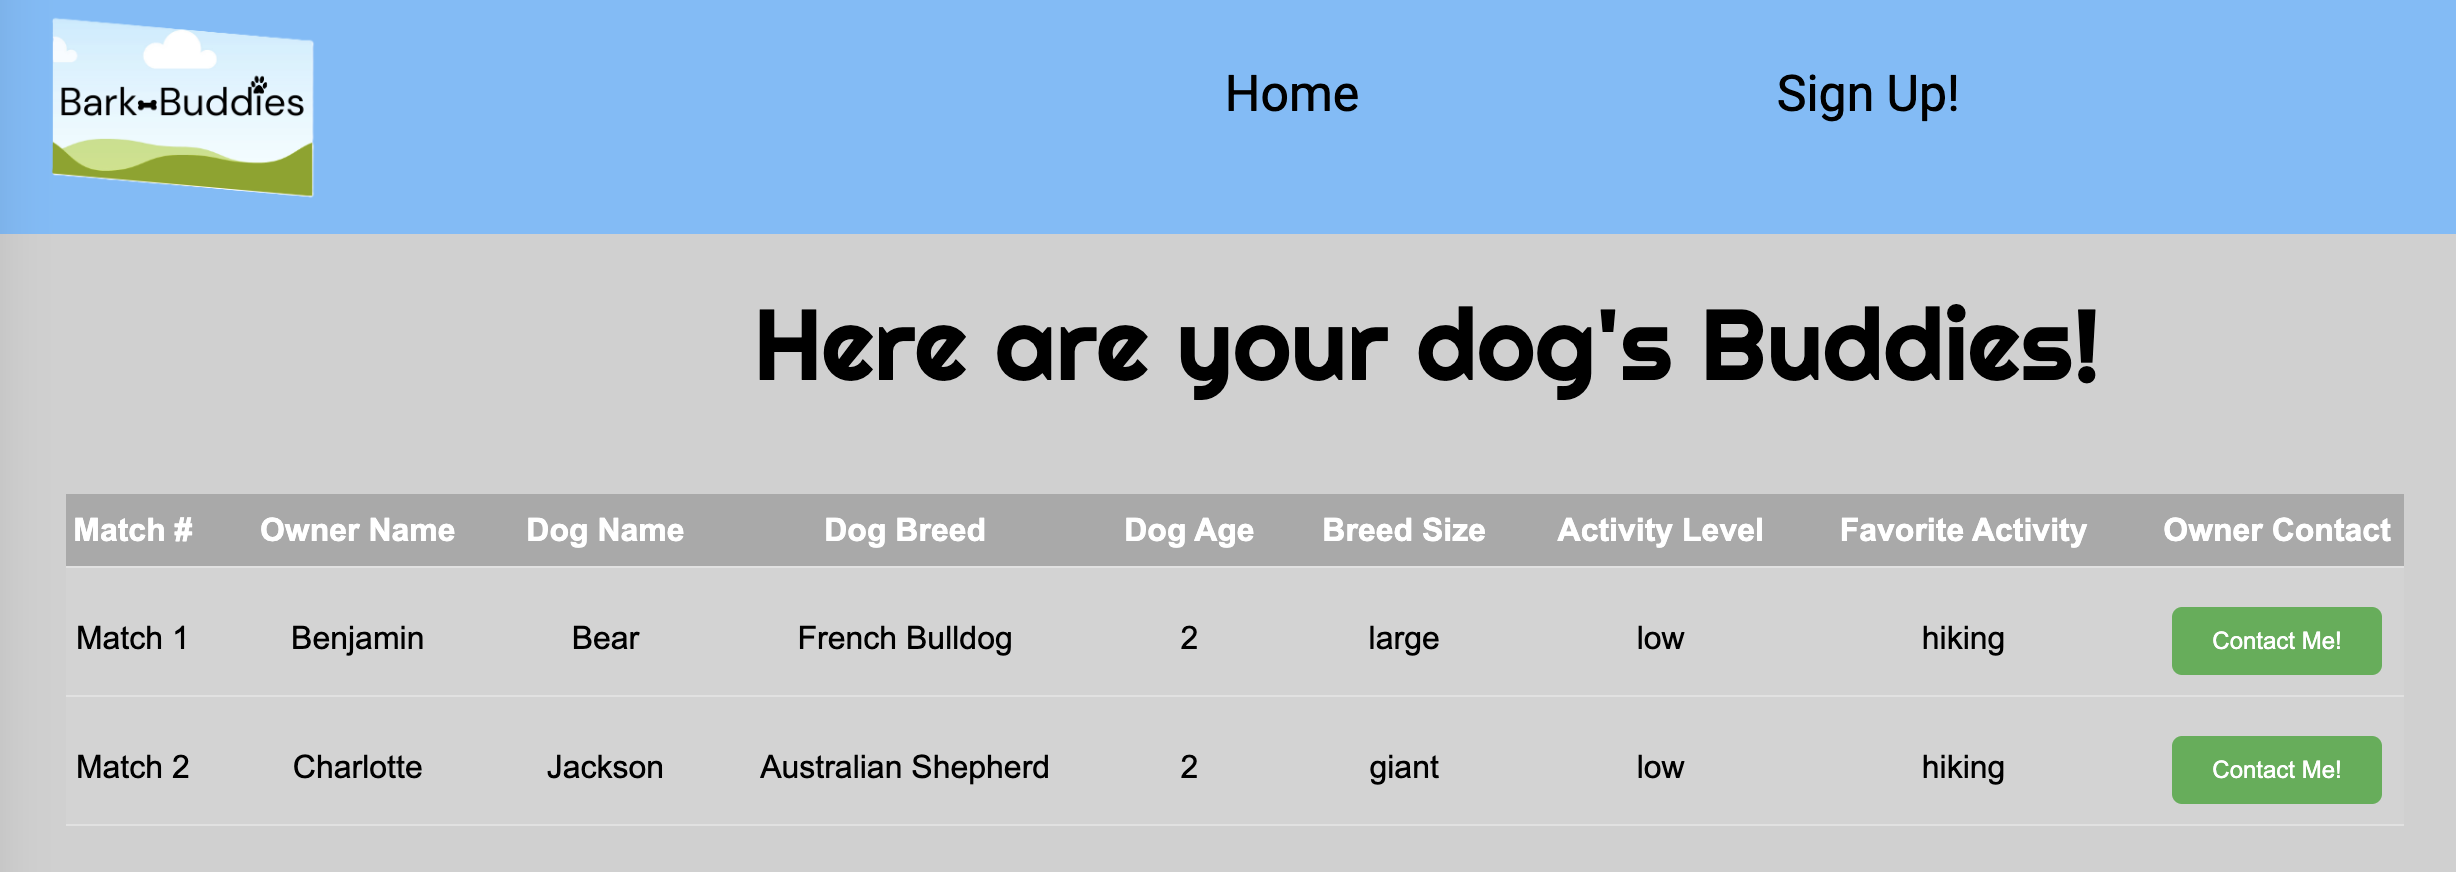 Bark Buddies
Home Sign Up!
Here are your dog's Buddies!
Match # Owner Name Dog Name Dog Breed Dog Age Breed Size Activity Level Favorite Activity Owner Contact
Match 1 Benjamin Bear French Bulldog 2 large low hiking Contact Me!
Match 2 Charlotte Jackson Australian Shepherd 2 giant low hiking Contact Me!